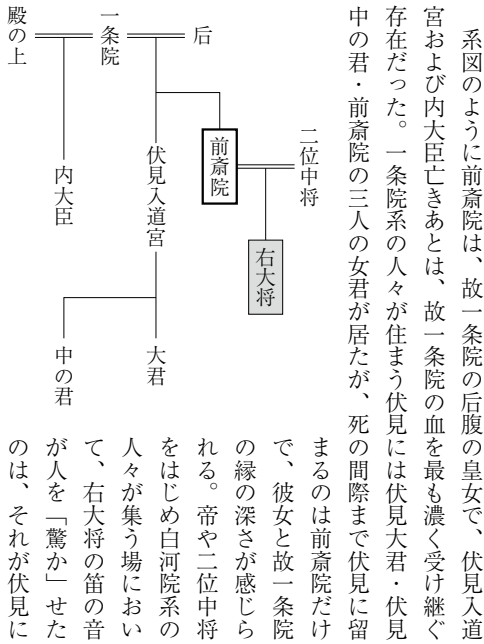 系図のように前斎院は、故一条院の后腹の皇女で、伏見入道
宮および内大臣亡きあとは、故一条院の血を最も濃く受け継ぐ
存在だった。一条院系の人々が住まう伏見には伏見大君・伏見
中の君・前斎院の三人の女君が居たが、死の間際まで伏見に留
まるのは前斎院だけ
で、彼女と故一条院
の縁の深さが感じら
れる。帝や二位中将
をはじめ白河院系の
人々が集う場におい
て、右大将の笛の音
が人を「驚か」せた
のは、それが伏見に
二位中将
右大将
前斎院
后
一条院
殿の上
伏見入道宮
内大臣
大君
中の君